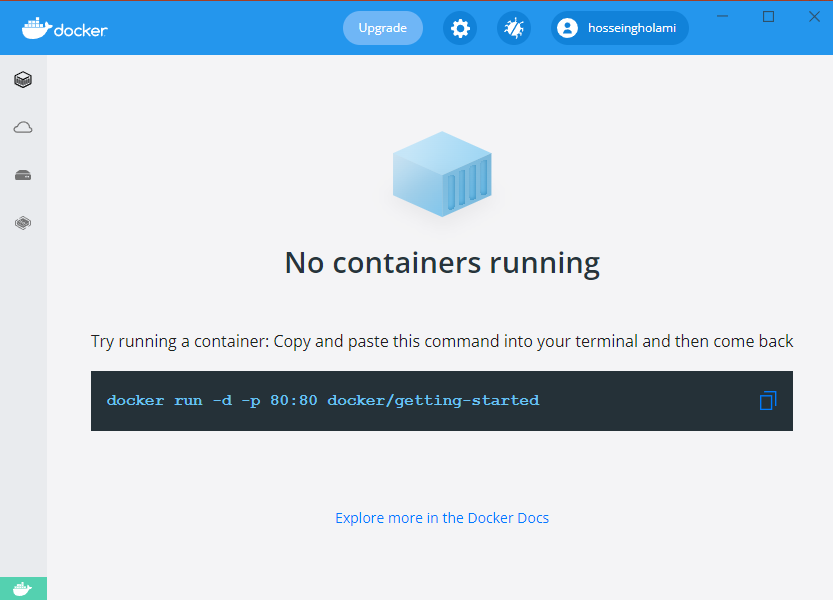 docker
Upgrade
hosseingholami
No containers running
Try running a container: Copy and paste this command into your terminal and then come back
docker run -d -p 80:80 docker/getting-started
Explore more in the Docker Docs